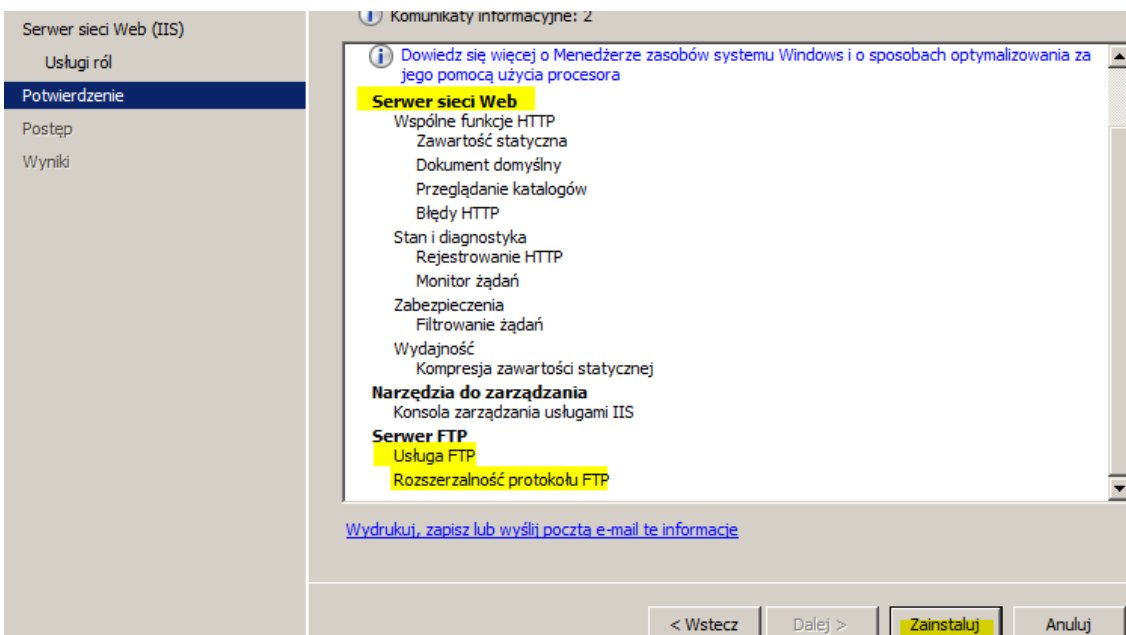 Serwer sieci Web (IIS)
Usługi ról
Potwierdzenie
Postęp
Wyniki
Komunikaty informacyjne: 2
Dowiedz się więcej o Menedżerze zasobów systemu Windows i o sposobach optymalizowania za
jego pomocą użycia procesora
Serwer sieci Web
Wspólne funkcje HTTP
Zawartość statyczna
Dokument domyślny
Przeglądanie katalogów
Błędy HTTP
Stan i diagnostyka
Rejestrowanie HTTP
Monitor żądań
Zabezpieczenia
Filtrowanie żądań
Wydajność
Kompresja zawartości statycznej
Narzędzia do zarządzania
Konsola zarządzania usługami IIS
Serwer FTP
Usługa FTP
Rozszerzalność protokołu FTP
Wydrukuj, zapisz lub wyślij pocztą e-mail te informacje
< Wstecz
Dalej >
Zainstaluj
Anuluj